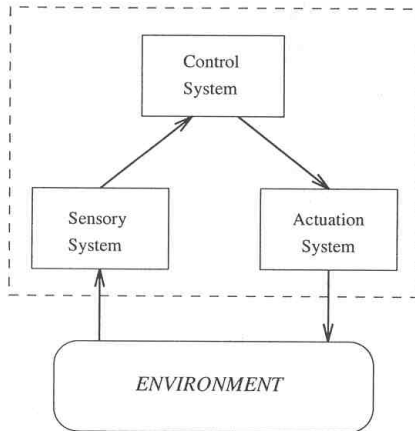 Control
System
Sensory
System
Actuation
System
ENVIRONMENT